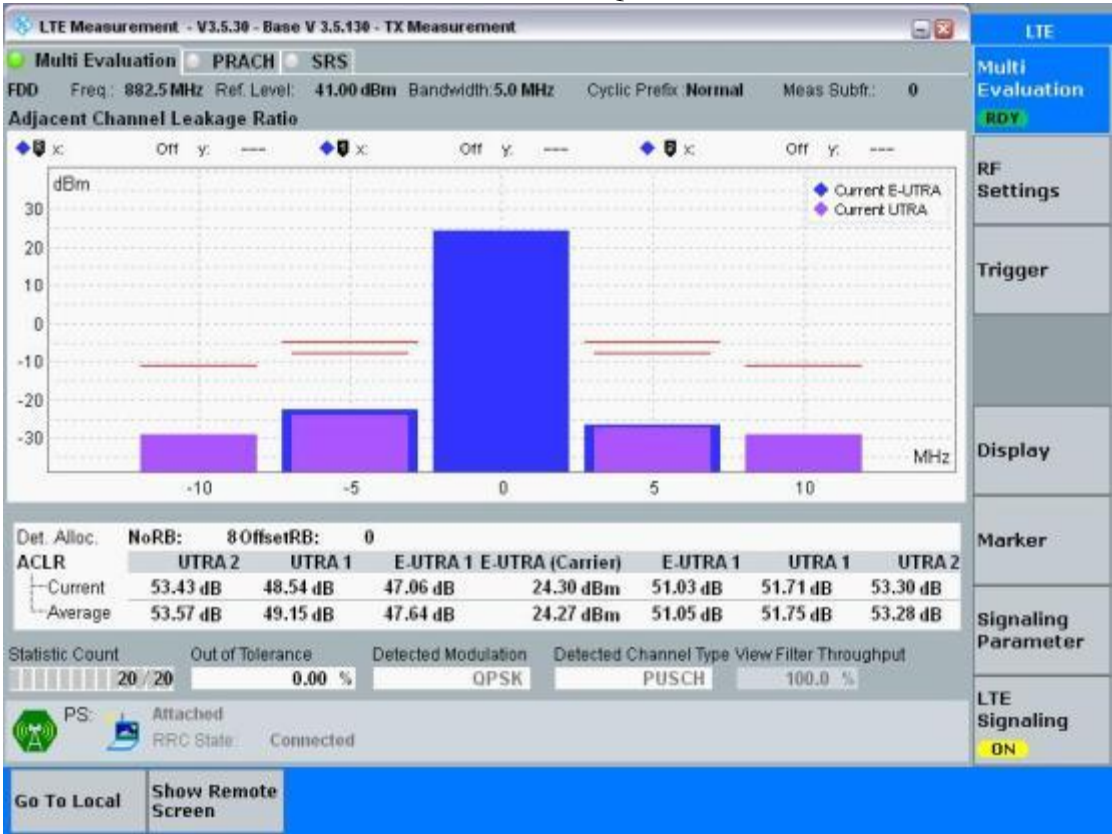 LTE Measurement - V3.5.30 - Base V 3.5.130 - TX Measurement
LTE
Multi Evaluation PRACH SRS
Multi
Evaluation
RDY
FDD Freq.: 882.5 MHz Ref. Level: 41.00 dBm Bandwidth: 5.0 MHz Cyclic Prefix: Normal Meas Subfr.: 0
Adjacent Channel Leakage Ratio
x: Off y: --- x: Off y: --- x: Off y: ---
dBm
Current E-UTRA
Current UTRA
RF
Settings
30
20
10
0
-10
-20
-30
MHz
-10 -5 0 5 10
Trigger
Display
Marker
Det. Alloc. NoRB: 8 OffsetRB: 0
ACLR UTRA 2 UTRA 1 E-UTRA 1 E-UTRA (Carrier) E-UTRA 1 UTRA 1 UTRA 2
Current 53.43 dB 48.54 dB 47.06 dB 24.30 dBm 51.03 dB 51.71 dB 53.30 dB
Average 53.57 dB 49.15 dB 47.64 dB 24.27 dBm 51.05 dB 51.75 dB 53.28 dB
Signaling
Parameter
Statistic Count Out of Tolerance Detected Modulation Detected Channel Type View Filter Throughput
20 / 20 0.00 % QPSK PUSCH 100.0 %
PS: Attached
RRC State: Connected
LTE
Signaling
ON
Go To Local
Show Remote
Screen